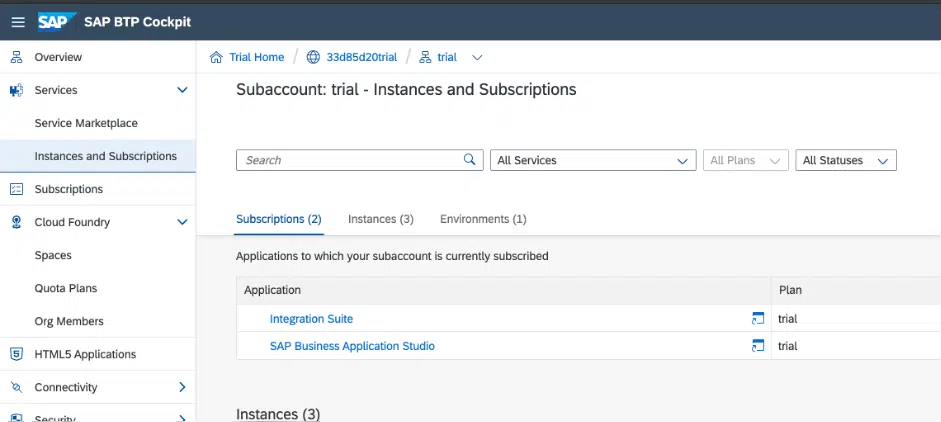 SAP SAP BTP Cockpit
Overview
Services
Service Marketplace
Instances and Subscriptions
Subscriptions
Cloud Foundry
Spaces
Quota Plans
Org Members
HTML5 Applications
Connectivity
Security
Trial Home / 33d85d20trial / trial
Subaccount: trial - Instances and Subscriptions
Search All Services All Plans All Statuses
Subscriptions (2) Instances (3) Environments (1)
Applications to which your subaccount is currently subscribed
Application Plan
Integration Suite trial
SAP Business Application Studio trial
Instances (3)